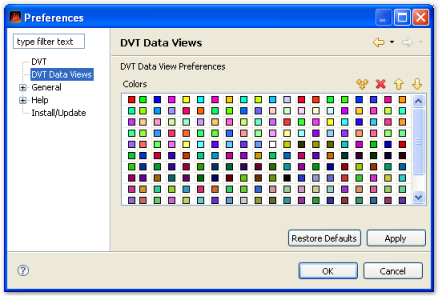 Preferences
type filter text
DVT
DVT Data Views
General
Help
Install/Update
DVT Data Views
DVT Data View Preferences
Colors
Restore Defaults
Apply
OK
Cancel